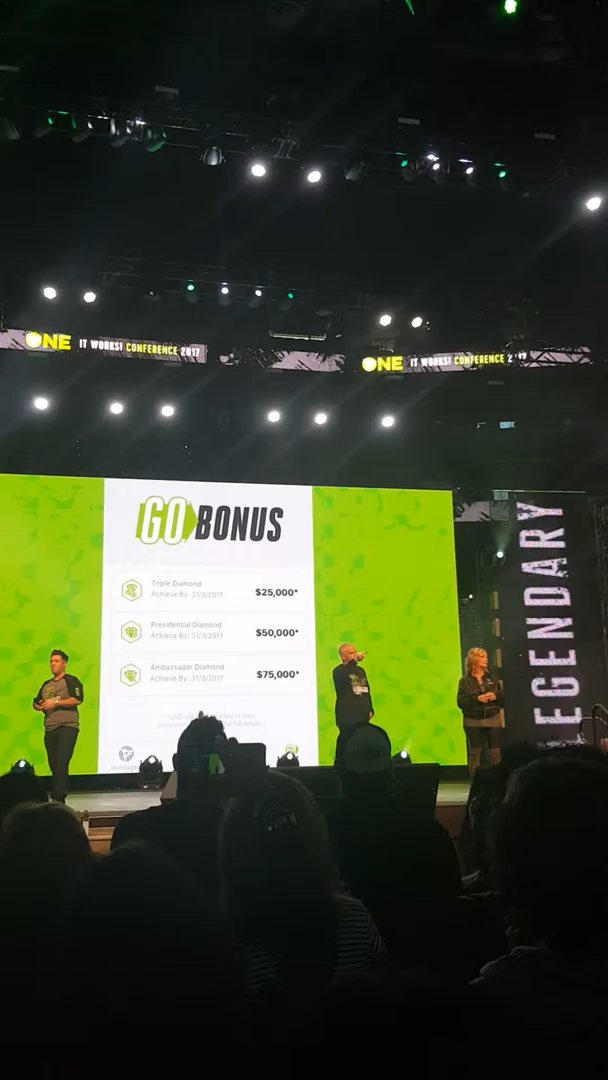 ONE IT WORKS! CONFERENCE 2017
ONE IT WORKS! CONFERENCE
GO BONUS
Triple Diamond
Achieve By: 31/3/2017
$25,000*
Presidential Diamond
Achieve By: 31/3/2017
$50,000*
Ambassador Diamond
Achieve By: 31/3/2017
$75,000*
EGENDARY